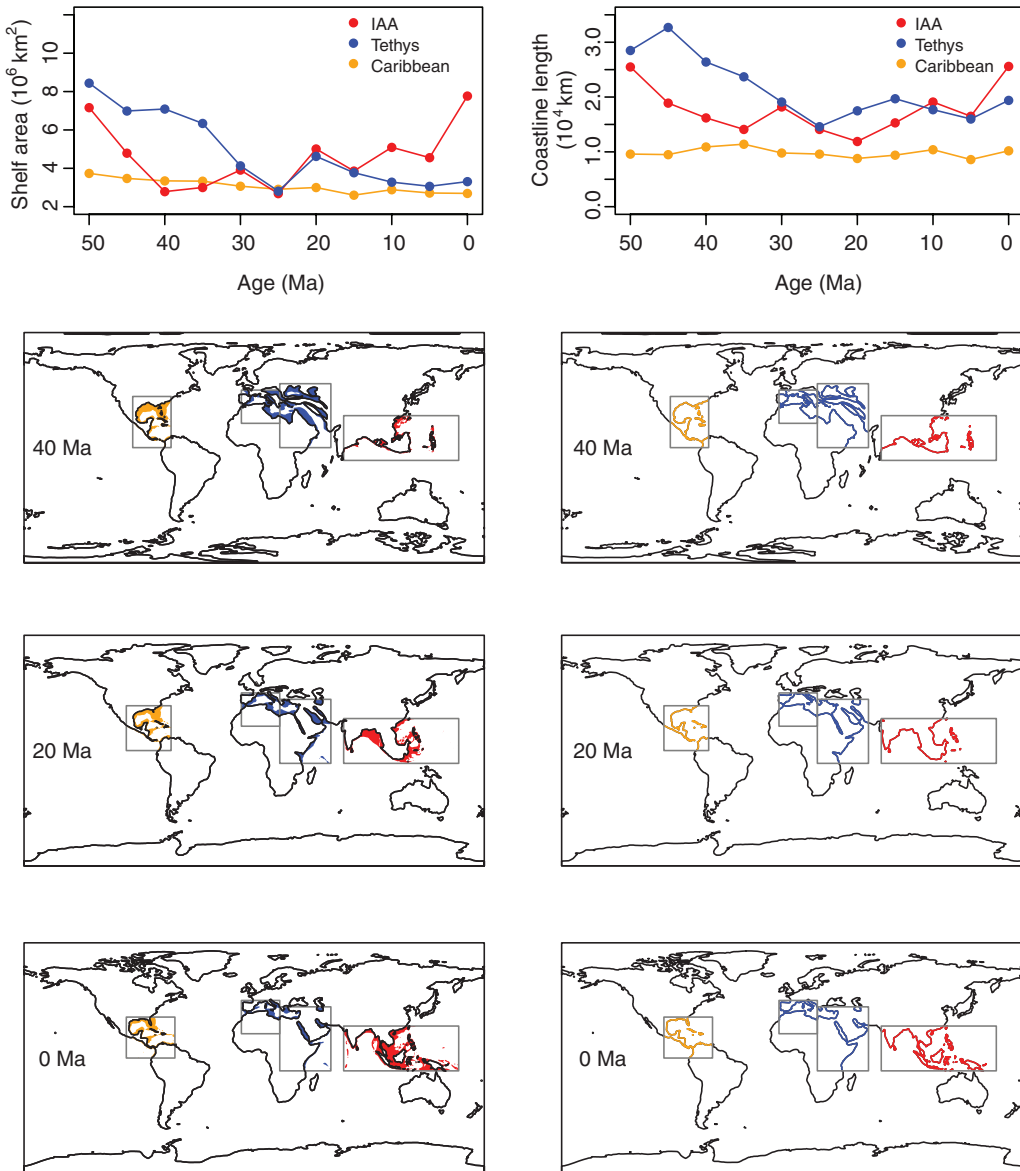 IAA
Tethys
Caribbean
Shelf area (10⁶ km²)
10
8
6
4
2
50
40
30
20
10
0
Age (Ma)
IAA
Tethys
Caribbean
Coastline length
(10⁴ km)
3.0
2.0
1.0
0.0
50
40
30
20
10
0
Age (Ma)
40 Ma
40 Ma
20 Ma
20 Ma
0 Ma
0 Ma